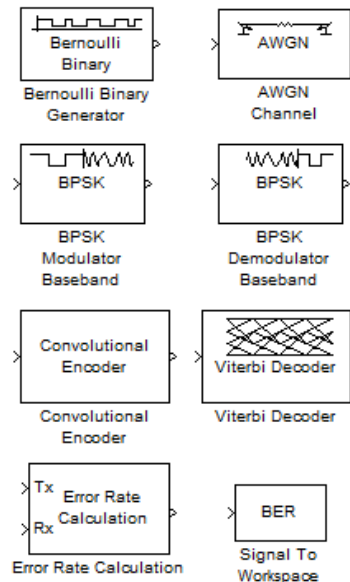 Bernoulli
Binary
Bernoulli Binary
Generator
AWGN
AWGN
Channel
BPSK
BPSK
Modulator
Baseband
BPSK
BPSK
Demodulator
Baseband
Convolutional
Encoder
Convolutional
Encoder
Viterbi Decoder
Viterbi Decoder
Tx
Rx
Error Rate
Calculation
Error Rate Calculation
BER
Signal To
Workspace